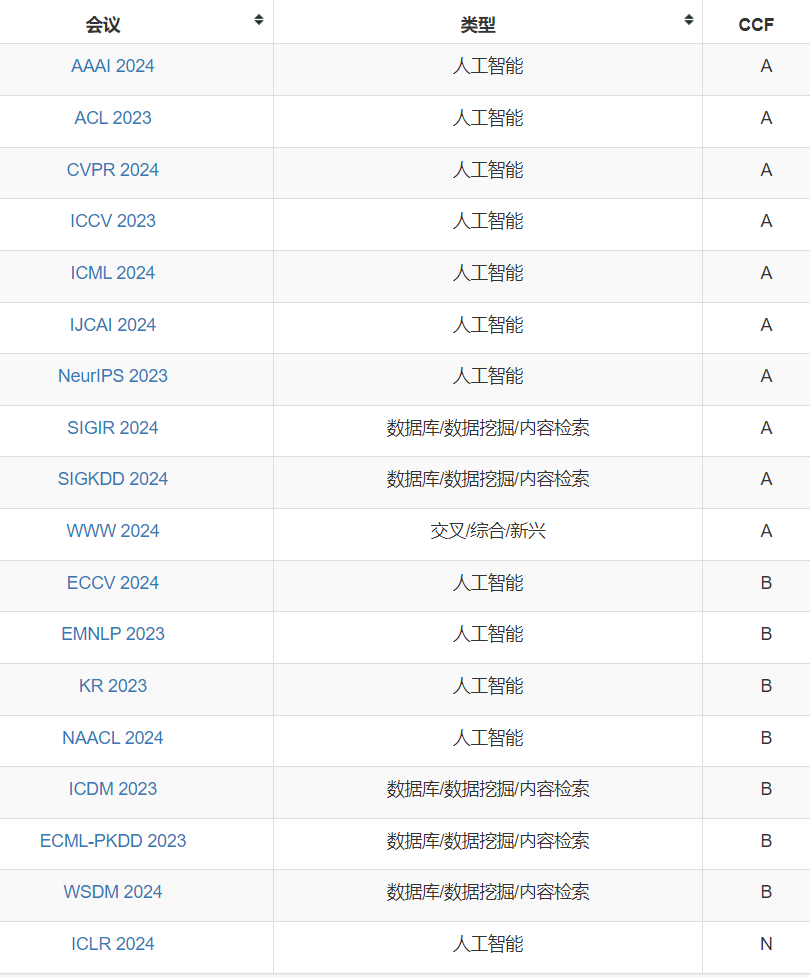 会议 类型 CCF
AAAI 2024 人工智能 A
ACL 2023 人工智能 A
CVPR 2024 人工智能 A
ICCV 2023 人工智能 A
ICML 2024 人工智能 A
IJCAI 2024 人工智能 A
NeurIPS 2023 人工智能 A
SIGIR 2024 数据库/数据挖掘/内容检索 A
SIGKDD 2024 数据库/数据挖掘/内容检索 A
WWW 2024 交叉/综合/新兴 A
ECCV 2024 人工智能 B
EMNLP 2023 人工智能 B
KR 2023 人工智能 B
NAACL 2024 人工智能 B
ICDM 2023 数据库/数据挖掘/内容检索 B
ECML-PKDD 2023 数据库/数据挖掘/内容检索 B
WSDM 2024 数据库/数据挖掘/内容检索 B
ICLR 2024 人工智能 N